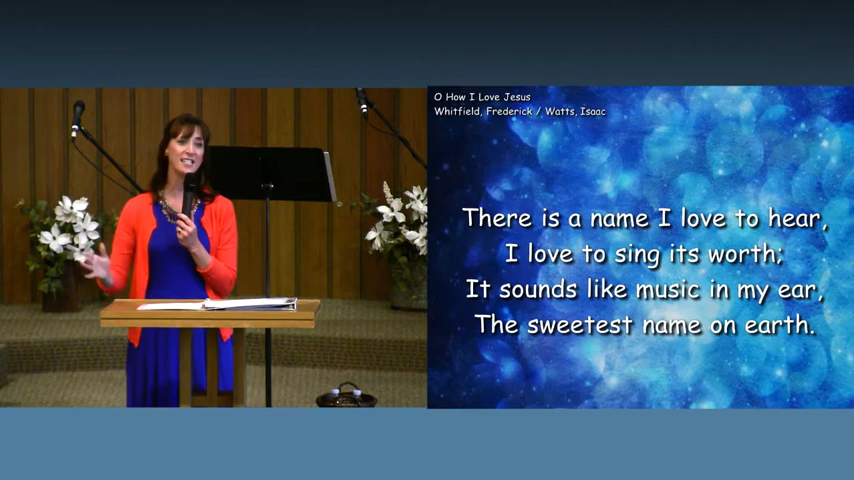 O How I Love Jesus
Whitfield, Frederick / Watts, Isaac
There is a name I love to hear,
I love to sing its worth;
It sounds like music in my ear,
The sweetest name on earth.